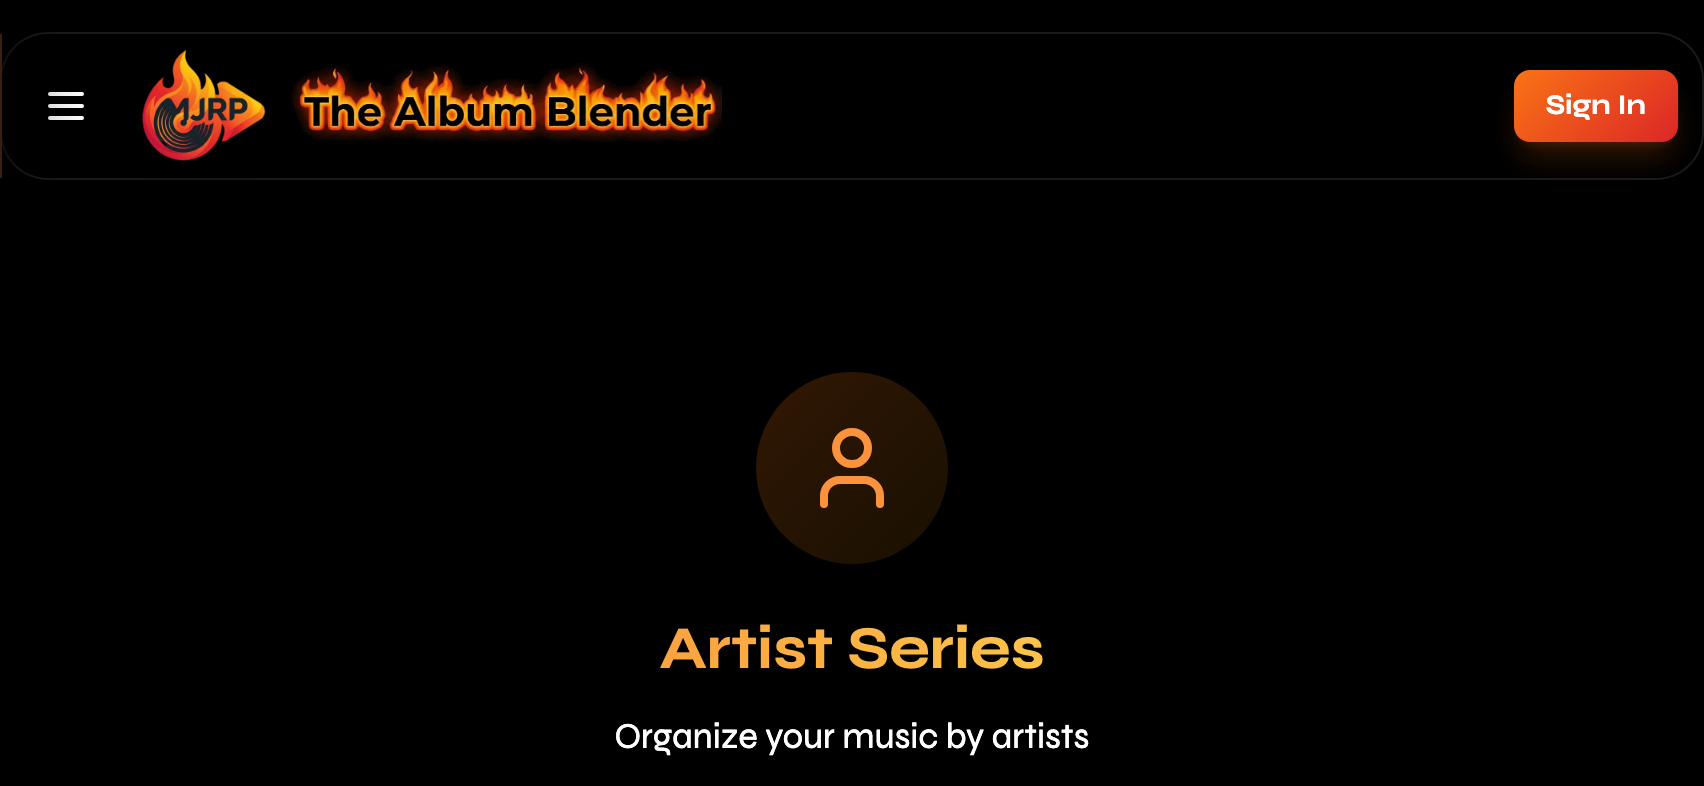 MJRP
The Album Blender
Sign In
Artist Series
Organize your music by artists